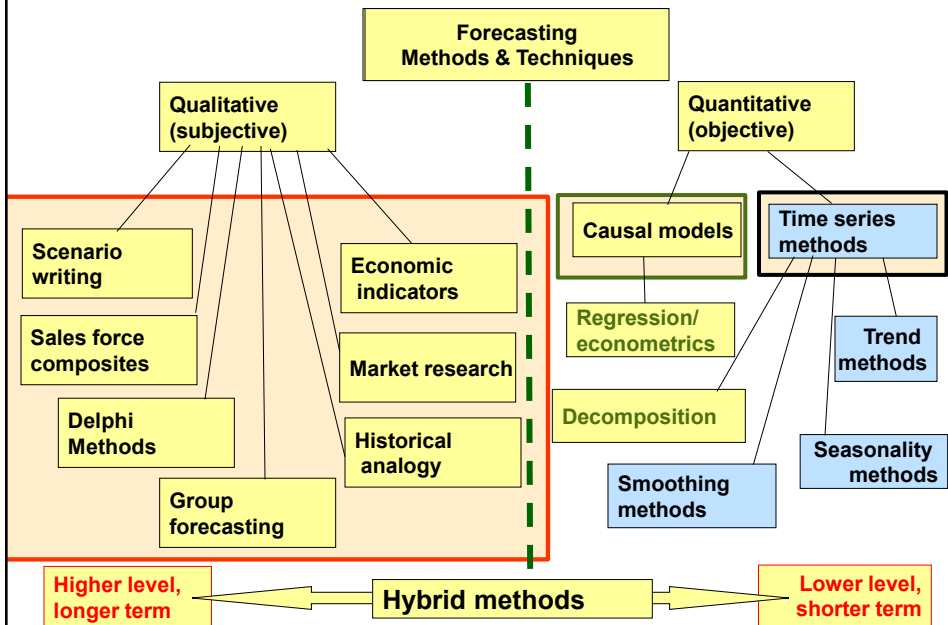 Forecasting
Methods & Techniques
Qualitative
(subjective)
Quantitative
(objective)
Scenario
writing
Economic
indicators
Causal models
Time series
methods
Sales force
composites
Market research
Regression/
econometrics
Trend
methods
Delphi
Methods
Historical
analogy
Decomposition
Seasonality
methods
Group
forecasting
Smoothing
methods
Higher level,
longer term
Hybrid methods
Lower level,
shorter term